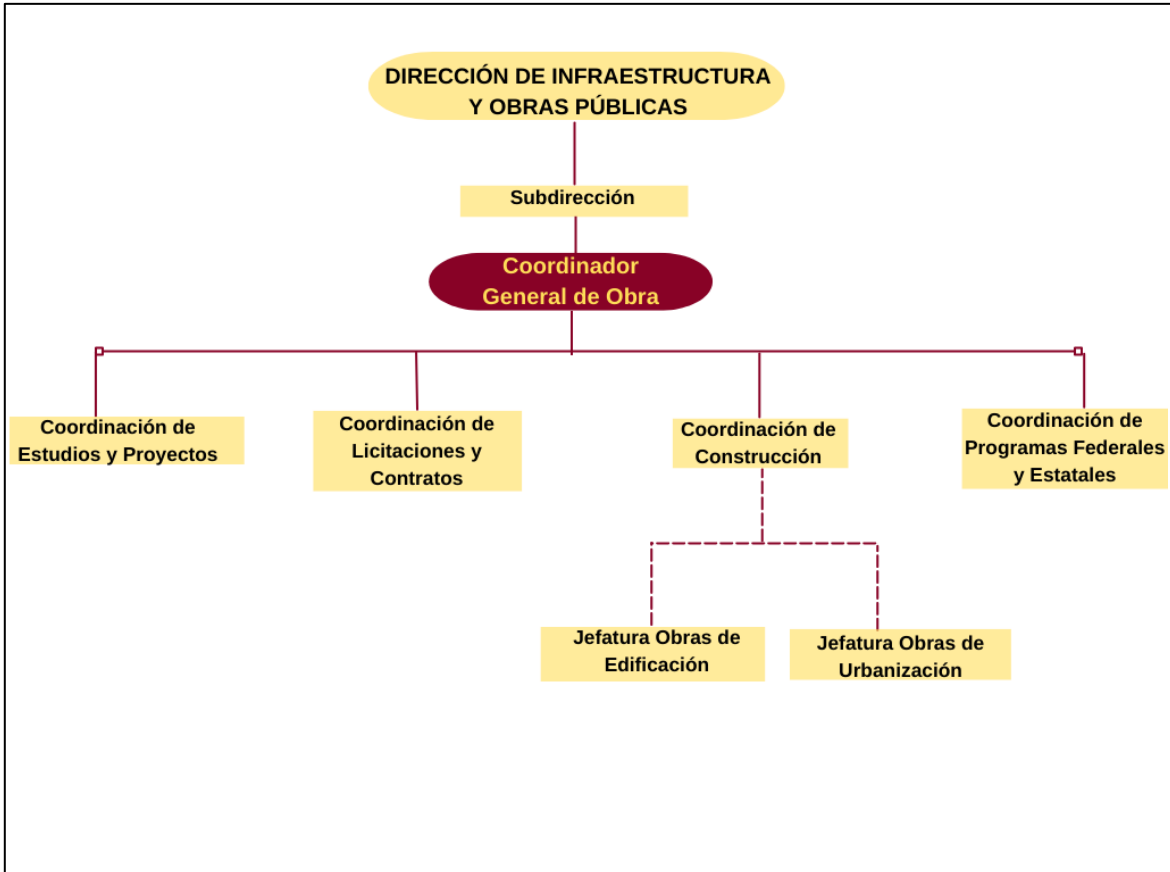 DIRECCIÓN DE INFRAESTRUCTURA
Y OBRAS PÚBLICAS
Subdirección
Coordinador
General de Obra
Coordinación de
Estudios y Proyectos
Coordinación de
Licitaciones y
Contratos
Coordinación de
Construcción
Coordinación de
Programas Federales
y Estatales
Jefatura Obras de
Edificación
Jefatura Obras de
Urbanización